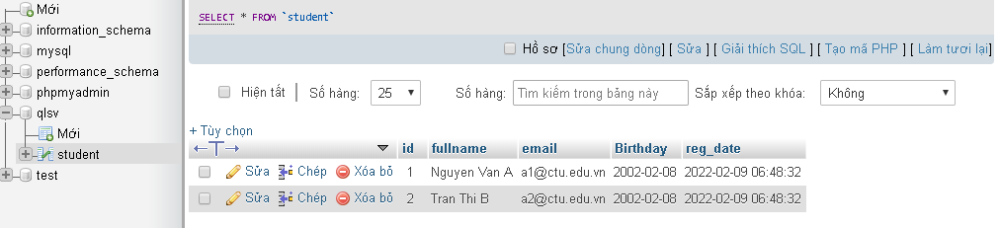 Mới
information_schema
mysql
performance_schema
phpmyadmin
qlsv
Mới
student
test
SELECT * FROM `student`
Hồ sơ [Sửa chung dòng] [ Sửa ] [ Giải thích SQL ] [ Tạo mã PHP ] [ Làm tươi lại]
Hiện tất | Số hàng: 25 Số hàng: Tìm kiếm trong bảng này Sắp xếp theo khóa: Không
+ Tùy chọn
←T→ id fullname email Birthday reg_date
Sửa Chép Xóa bỏ 1 Nguyen Van A a1@ctu.edu.vn 2002-02-08 2022-02-09 06:48:32
Sửa Chép Xóa bỏ 2 Tran Thi B a2@ctu.edu.vn 2002-02-08 2022-02-09 06:48:32